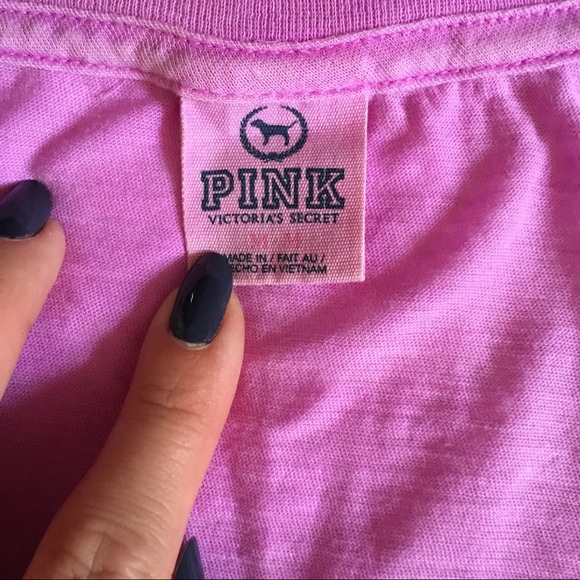 PINK
VICTORIA'S SECRET
MADE IN / FAIT AU /
HECHO EN VIETNAM